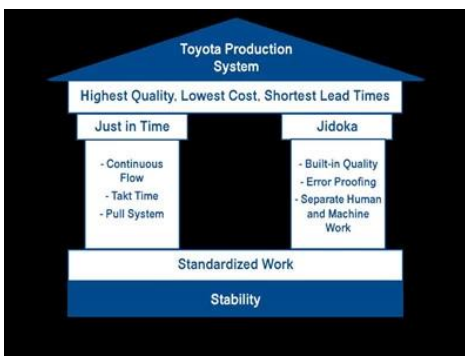 Toyota Production
System
Highest Quality. Lowest Cost, Shortest Lead Times
Just in Time
- Continuous
Flow
- Takt Time
- Pull System
Jidoka
- Built-in Quality
- Error Proofing
- Separate Human
and Machine
Work
Standardized Work
Stability